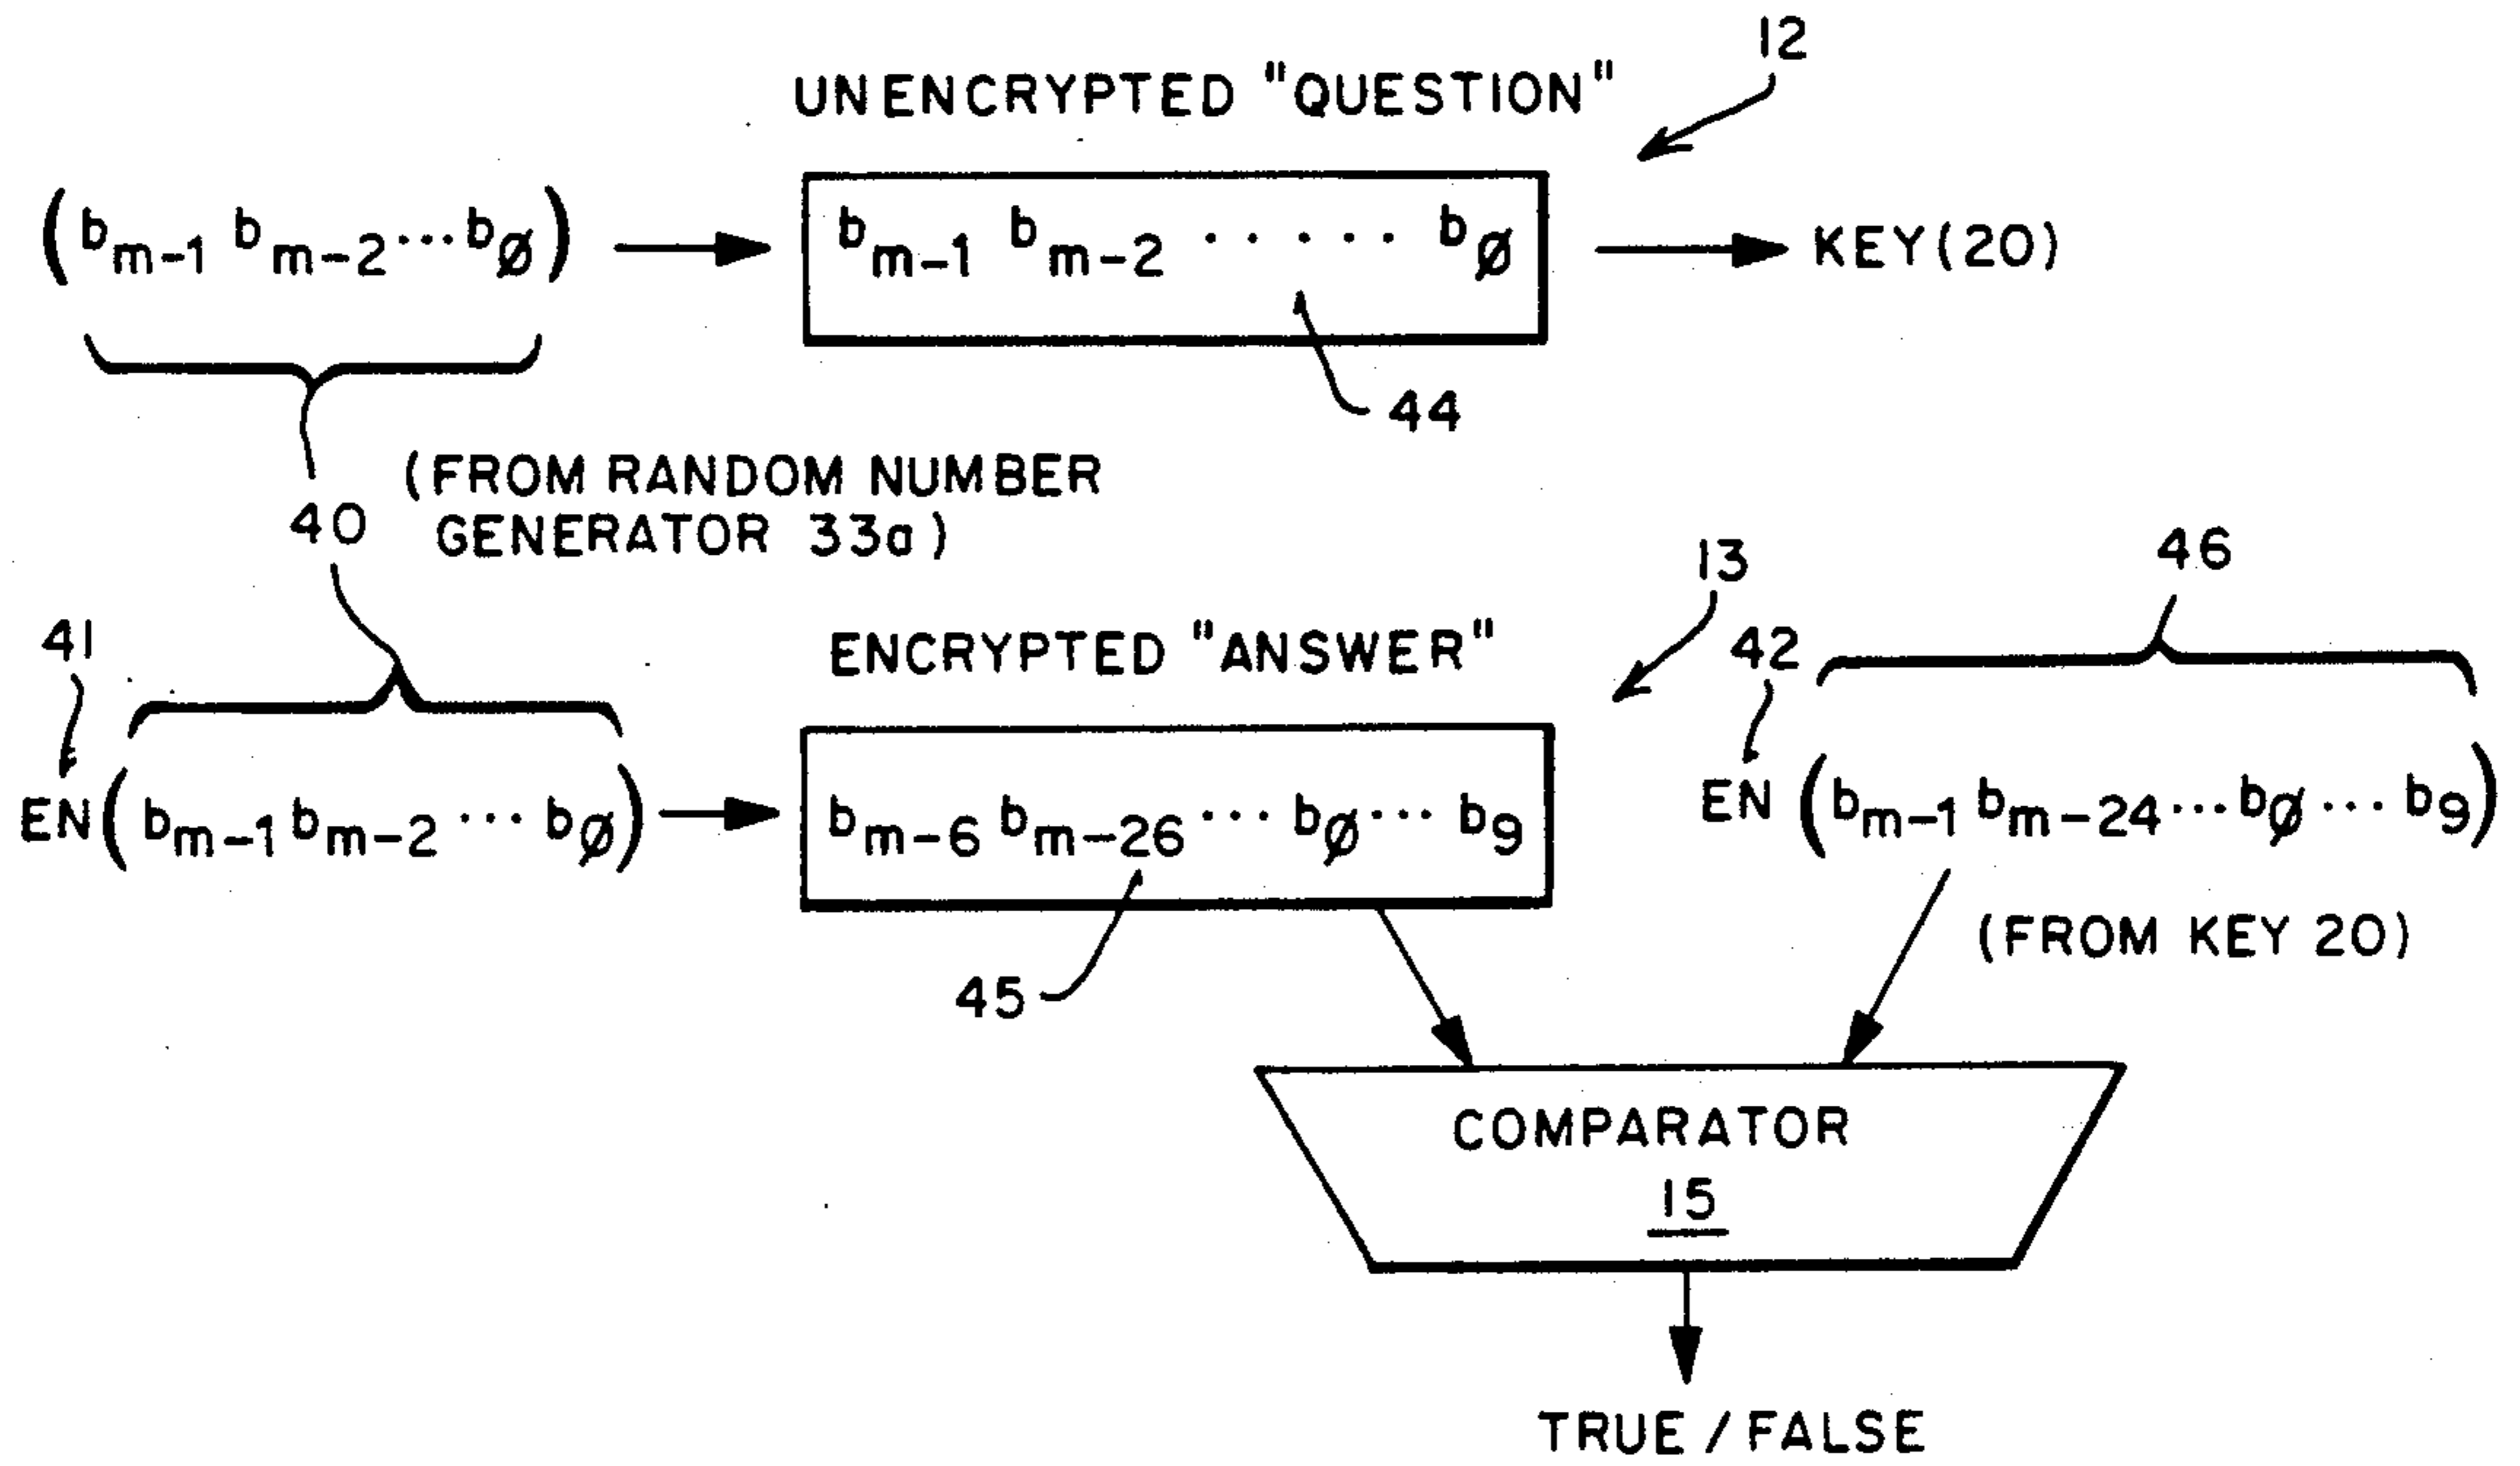 12
UNENCRYPTED "QUESTION"
(bm-1 bm-2...bØ)
bm-1 bm-2 ...... bØ
KEY(20)
44
(FROM RANDOM NUMBER
GENERATOR 33a)
40
13
46
41
42
ENCRYPTED "ANSWER"
EN(bm-1 bm-2...bØ)
bm-6 bm-26...bØ...b9
EN(bm-1 bm-24...bØ...b9)
(FROM KEY 20)
45
COMPARATOR
15
TRUE/FALSE